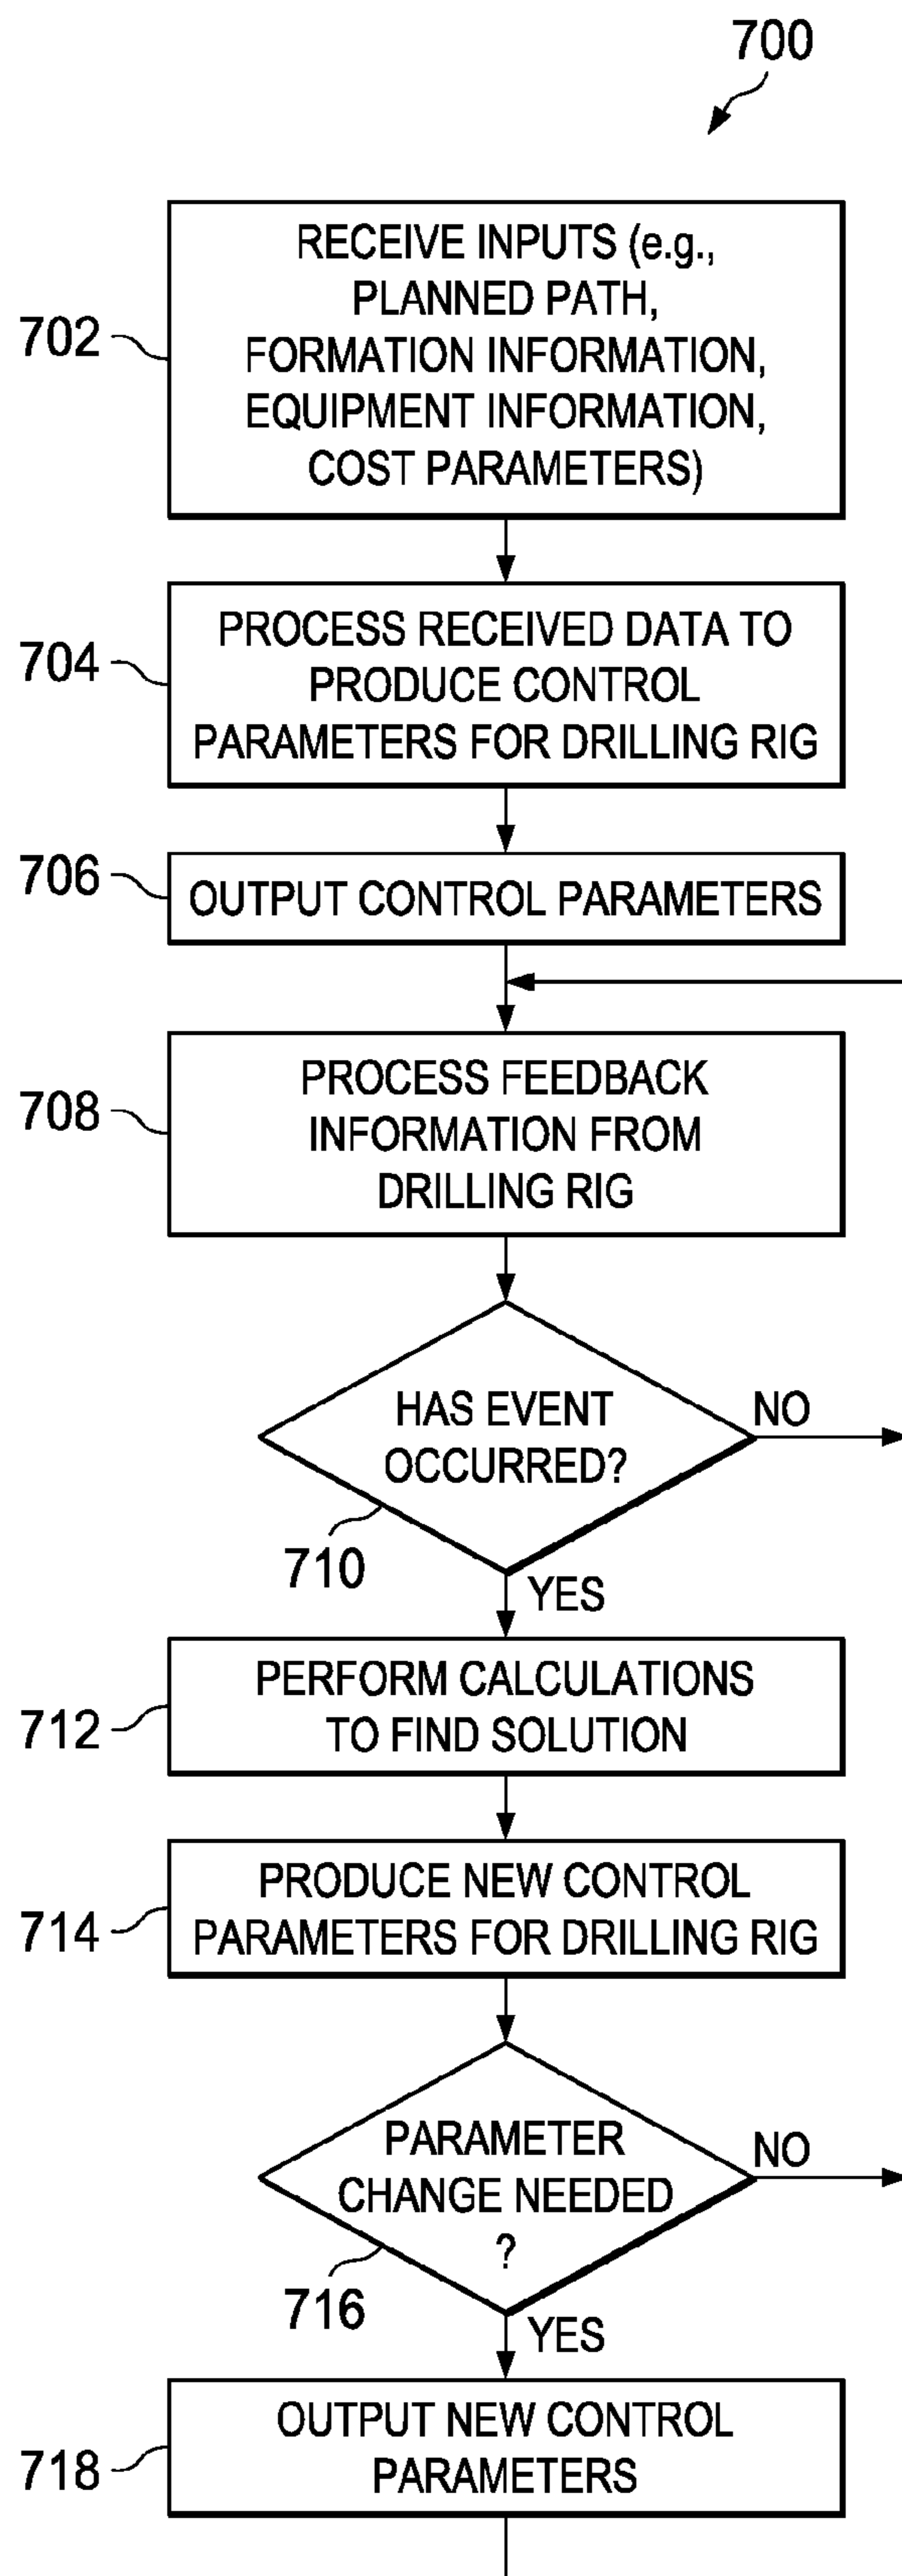 700
702
RECEIVE INPUTS (e.g.,
PLANNED PATH,
FORMATION INFORMATION,
EQUIPMENT INFORMATION,
COST PARAMETERS)
704
PROCESS RECEIVED DATA TO
PRODUCE CONTROL
PARAMETERS FOR DRILLING RIG
706
OUTPUT CONTROL PARAMETERS
708
PROCESS FEEDBACK
INFORMATION FROM
DRILLING RIG
HAS EVENT
OCCURRED?
NO
710
YES
712
PERFORM CALCULATIONS
TO FIND SOLUTION
714
PRODUCE NEW CONTROL
PARAMETERS FOR DRILLING RIG
PARAMETER
CHANGE NEEDED
?
NO
716
YES
718
OUTPUT NEW CONTROL
PARAMETERS